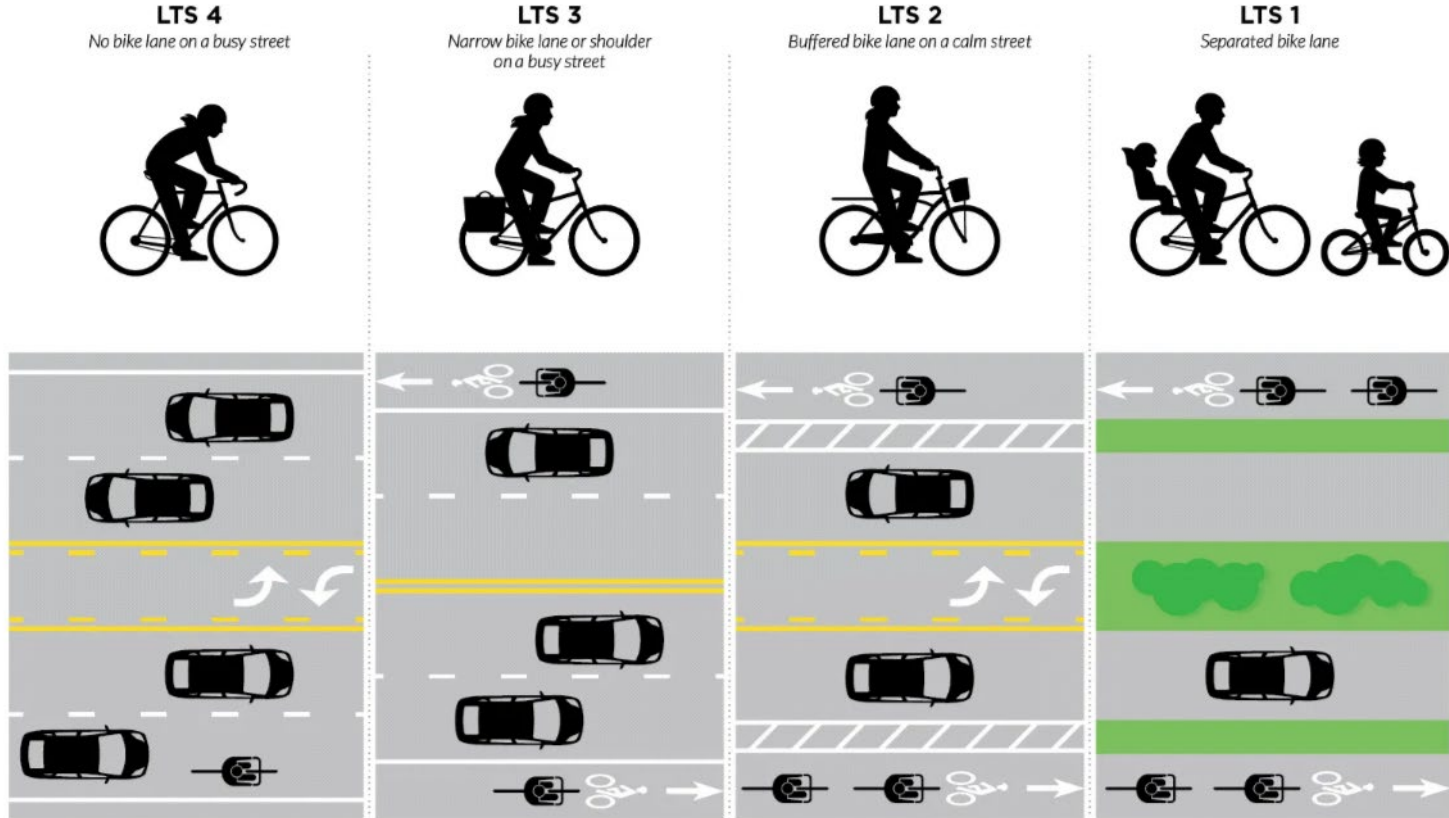 LTS 4
No bike lane on a busy street
LTS 3
Narrow bike lane or shoulder
on a busy street
LTS 2
Buffered bike lane on a calm street
LTS 1
Separated bike lane